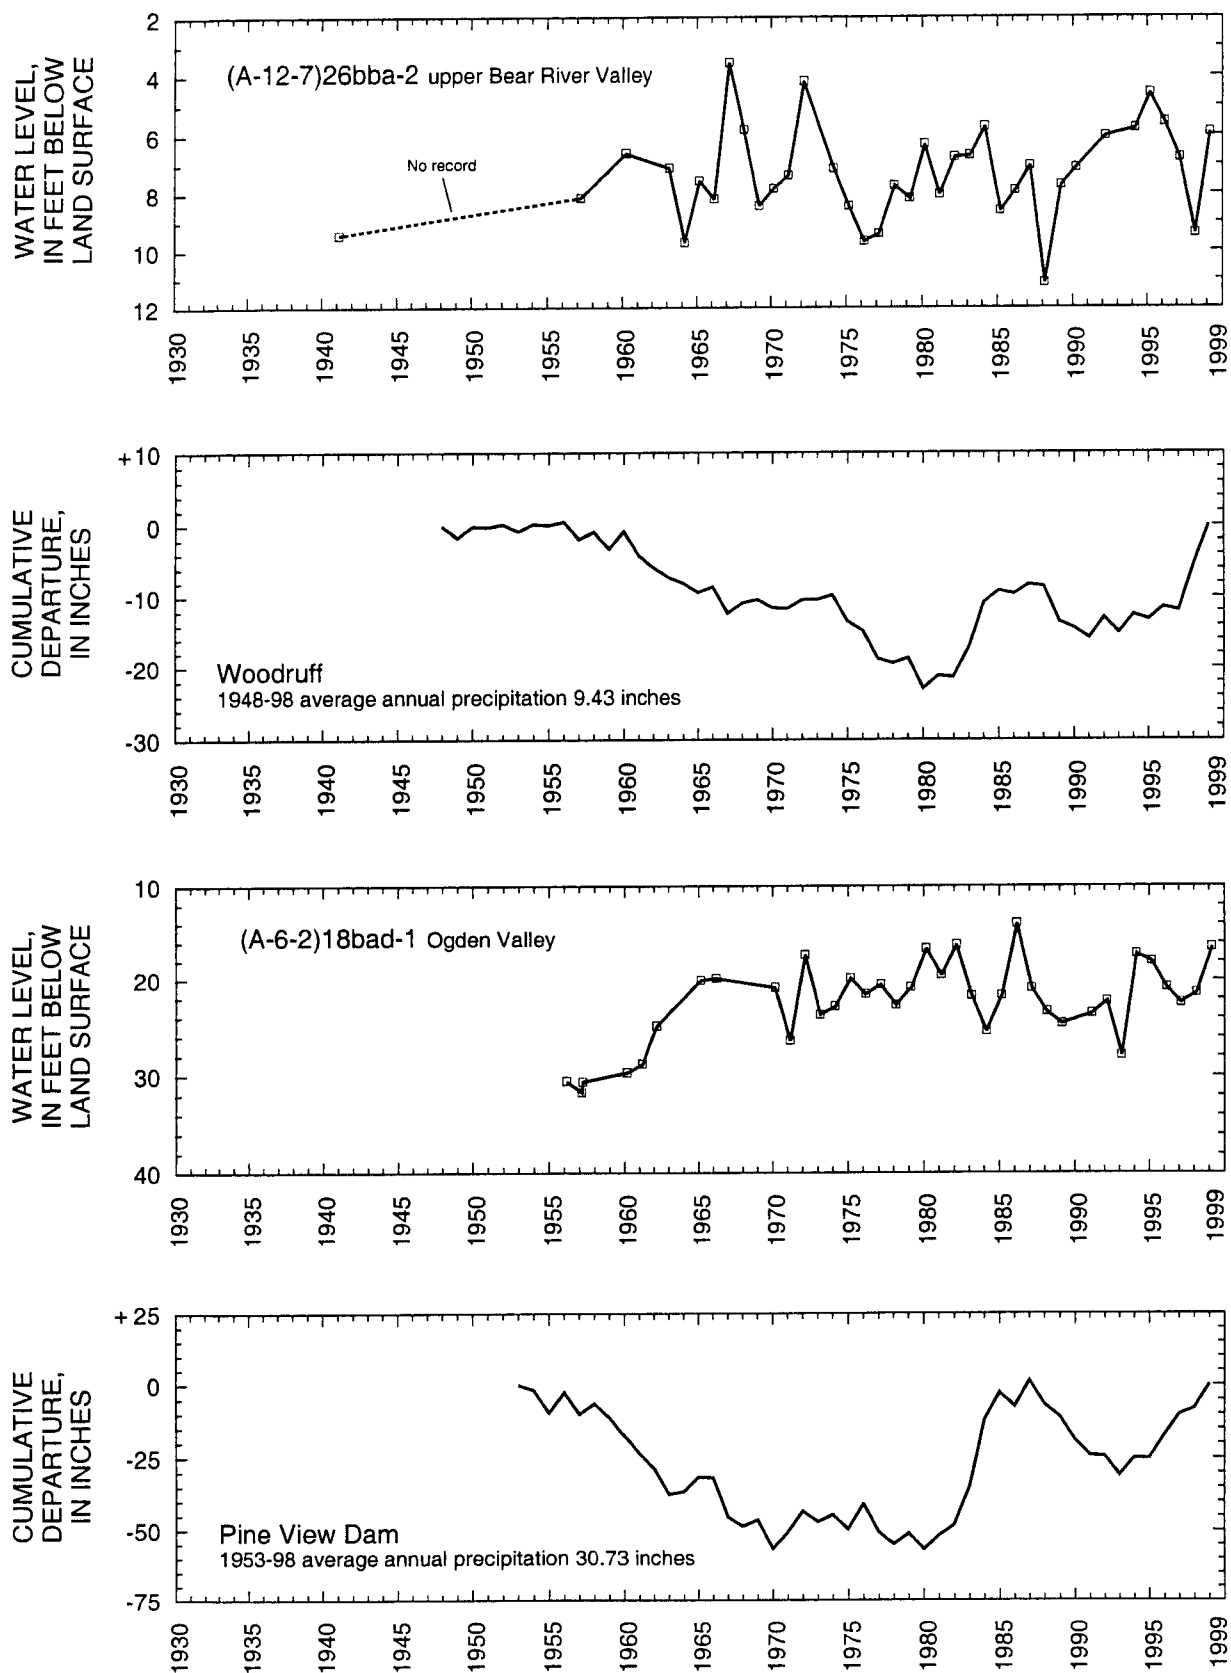 WATER LEVEL,
IN FEET BELOW
LAND SURFACE
2
4
6
8
10
12
(A-12-7)26bba-2 upper Bear River Valley
No record
1930 1935 1940 1945 1950 1955 1960 1965 1970 1975 1980 1985 1990 1995 1999
CUMULATIVE
DEPARTURE,
IN INCHES
+10
0
-10
-20
-30
Woodruff
1948-98 average annual precipitation 9.43 inches
1930 1935 1940 1945 1950 1955 1960 1965 1970 1975 1980 1985 1990 1995 1999
WATER LEVEL,
IN FEET BELOW
LAND SURFACE
10
20
30
40
(A-6-2)18bad-1 Ogden Valley
1930 1935 1940 1945 1950 1955 1960 1965 1970 1975 1980 1985 1990 1995 1999
CUMULATIVE
DEPARTURE,
IN INCHES
+25
0
-25
-50
-75
Pine View Dam
1953-98 average annual precipitation 30.73 inches
1930 1935 1940 1945 1950 1955 1960 1965 1970 1975 1980 1985 1990 1995 1999